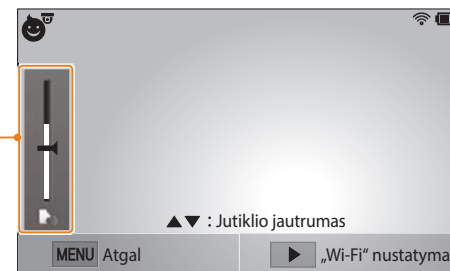 ▲▼ : Jutiklio jautrumas
MENU Atgal
„Wi-Fi“ nustatyma